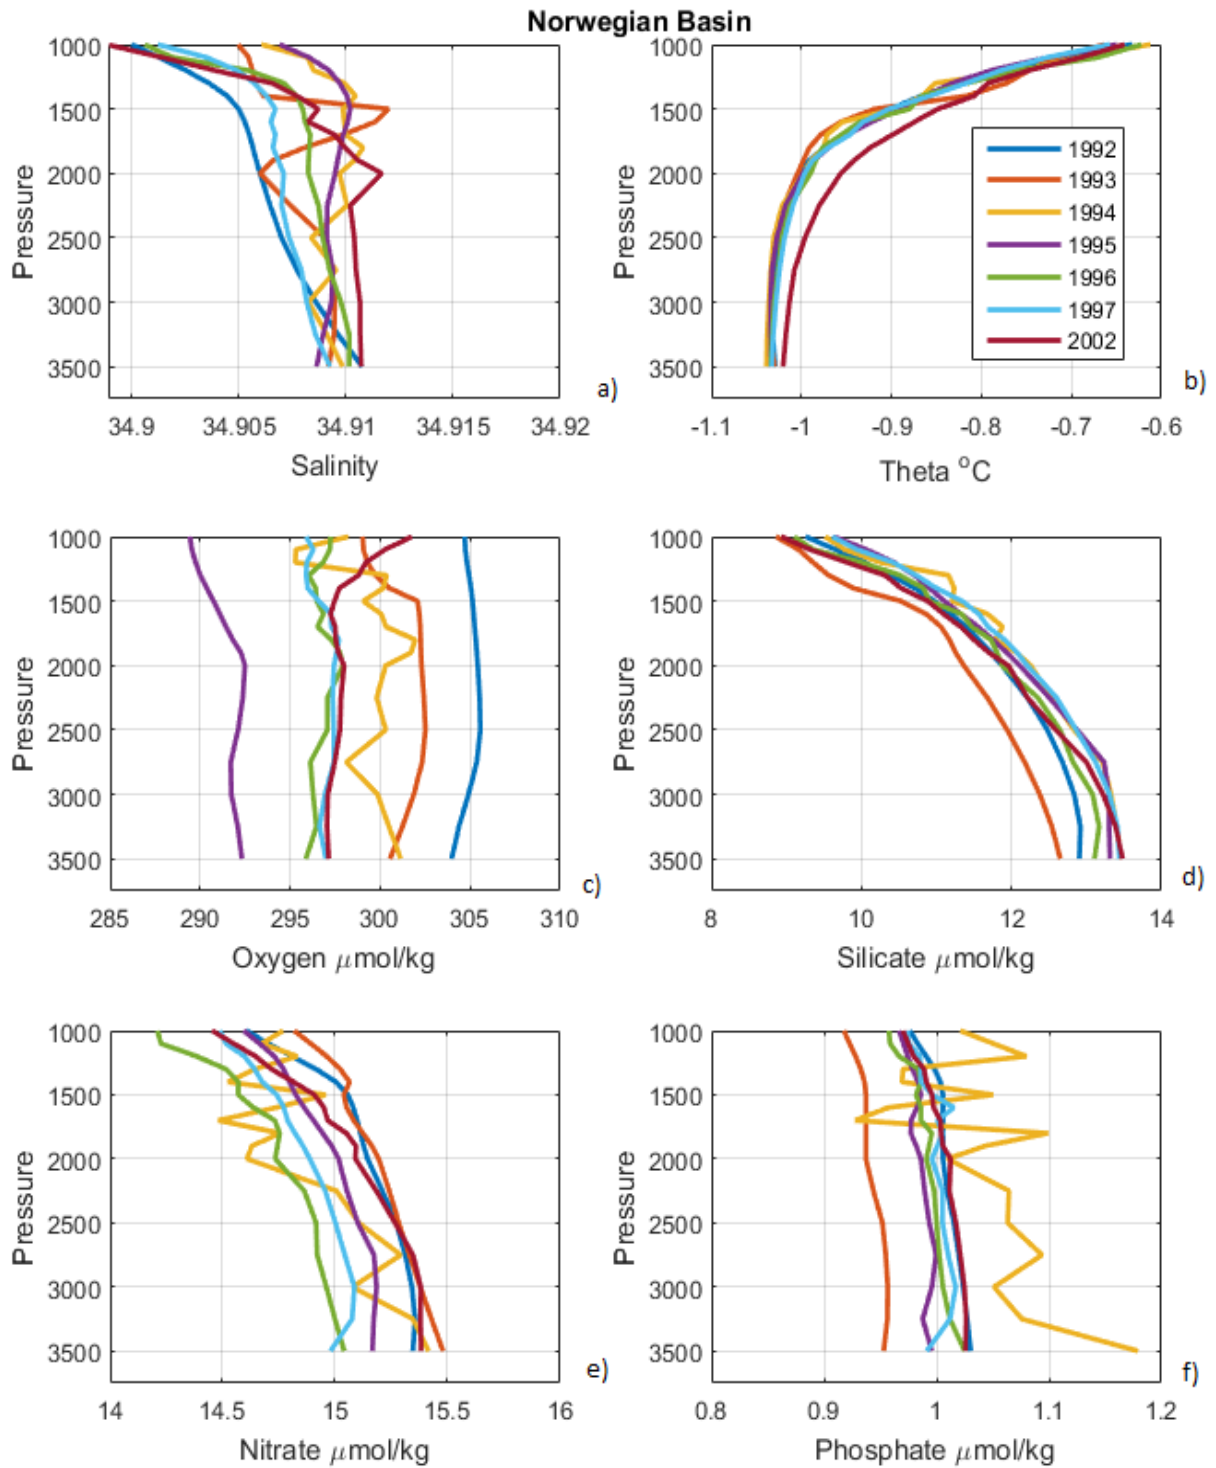 Norwegian Basin
1000
1500
2000
2500
3000
3500
Pressure
34.9 34.905 34.91 34.915 34.92
Salinity
a)
1000
1500
2000
2500
3000
3500
Pressure
1992
1993
1994
1995
1996
1997
2002
-1.1 -1 -0.9 -0.8 -0.7 -0.6
Theta °C
b)
1000
1500
2000
2500
3000
3500
Pressure
285 290 295 300 305 310
Oxygen μmol/kg
c)
1000
1500
2000
2500
3000
3500
Pressure
8 10 12 14
Silicate μmol/kg
d)
1000
1500
2000
2500
3000
3500
Pressure
14 14.5 15 15.5 16
Nitrate μmol/kg
e)
1000
1500
2000
2500
3000
3500
Pressure
0.8 0.9 1 1.1 1.2
Phosphate μmol/kg
f)